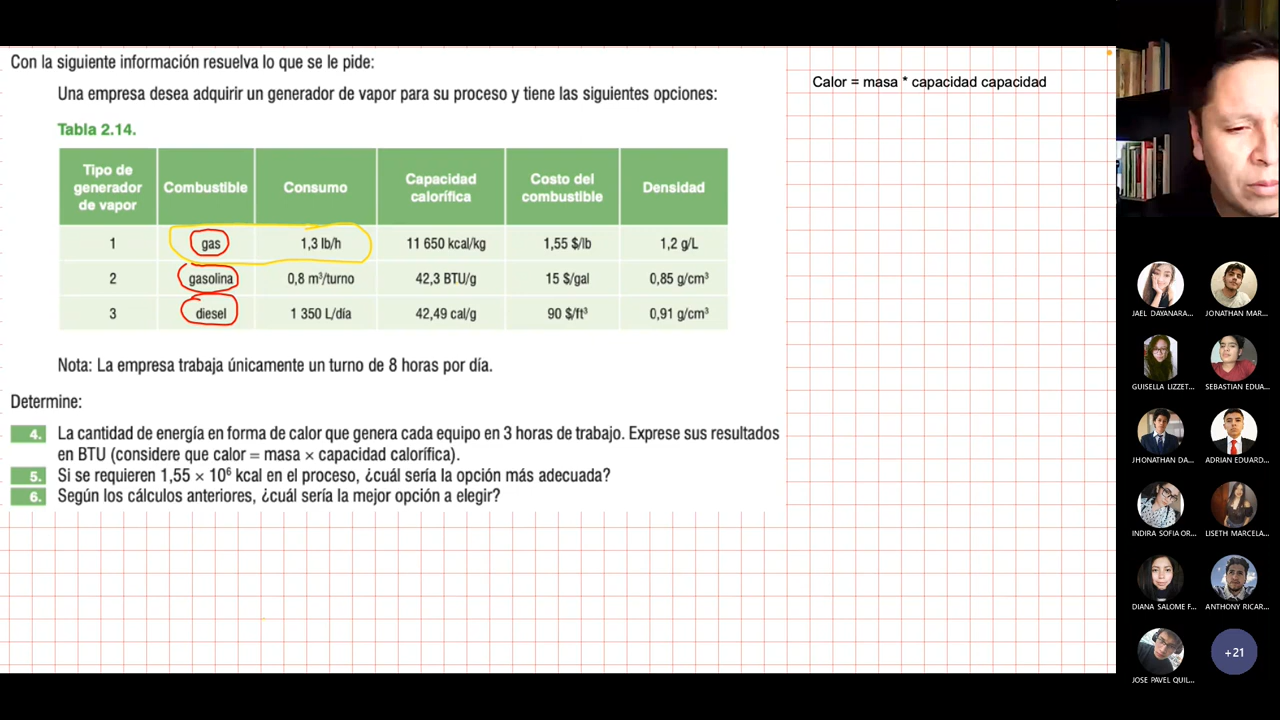 Con la siguiente información resuelva lo que se le pide:
Calor = masa * capacidad capacidad
Una empresa desea adquirir un generador de vapor para su proceso y tiene las siguientes opciones:
Tabla 2.14.
Tipo de generador de vapor Combustible Consumo Capacidad calorífica Costo del combustible Densidad
1 gas 1,3 lb/h 11 650 kcal/kg 1,55 $/lb 1,2 g/L
2 gasolina 0,8 m³/turno 42,3 BTU/g 15 $/gal 0,85 g/cm³
3 diesel 1 350 L/día 42,49 cal/g 90 $/ft³ 0,91 g/cm³
Nota: La empresa trabaja únicamente un turno de 8 horas por día.
Determine:
4. La cantidad de energía en forma de calor que genera cada equipo en 3 horas de trabajo. Exprese sus resultados
en BTU (considere que calor = masa × capacidad calorífica).
5. Si se requieren 1,55 × 10⁶ kcal en el proceso, ¿cuál sería la opción más adecuada?
6. Según los cálculos anteriores, ¿cuál sería la mejor opción a elegir?
JAEL DAYANARA... JONATHAN MAR...
GUISELLA LIZZET... SEBASTIAN EDUA...
JHONATHAN DA... ADRIAN EDUARD...
INDIRA SOFIA OR... LISETH MARCELA...
DIANA SALOME F... ANTHONY RICAR...
+21
JOSE PAVEL QUIL...